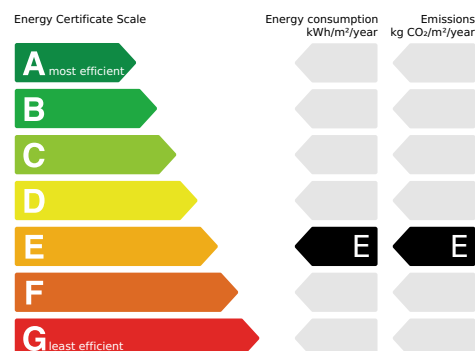 Energy Certificate Scale
Energy consumption
kWh/m²/year
Emissions
kg CO₂/m²/year
A most efficient
B
C
D
E E E
F
G least efficient